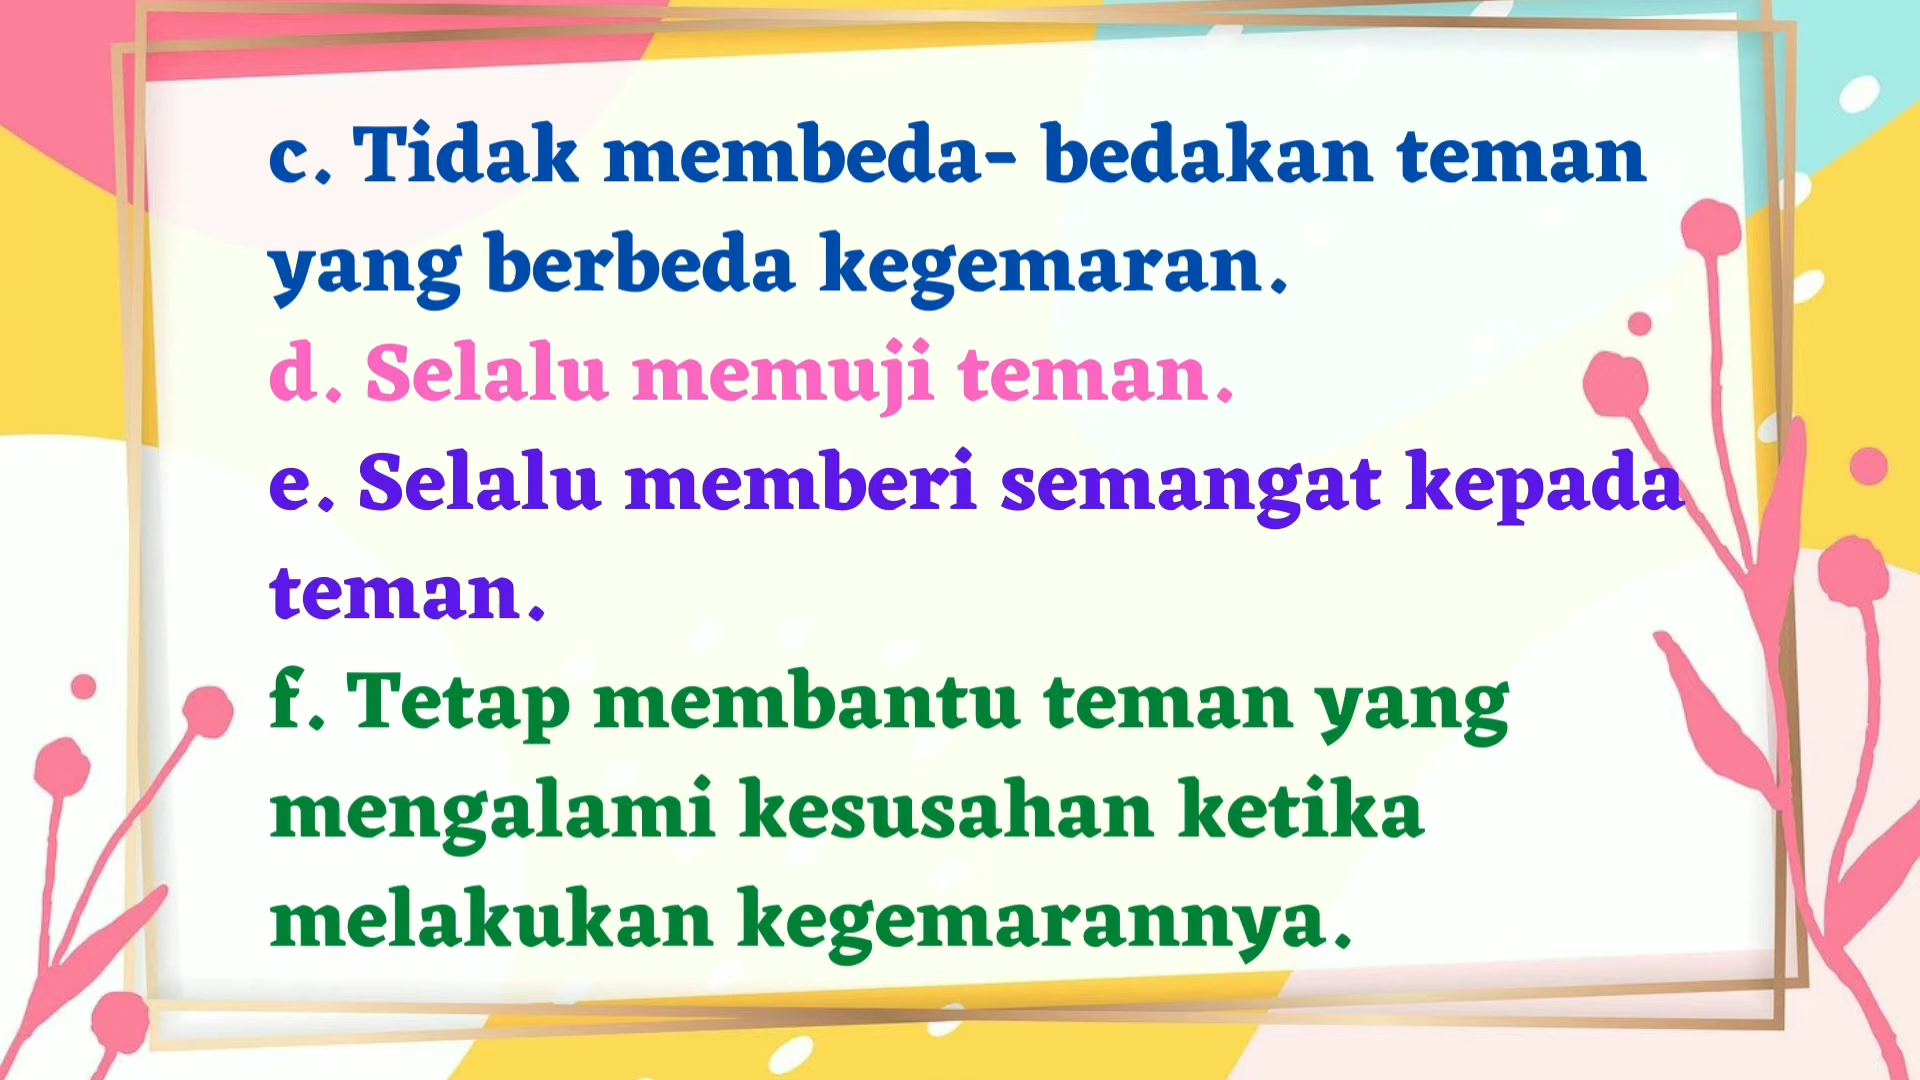 c. Tidak membeda- bedakan teman
yang berbeda kegemaran.
d. Selalu memuji teman.
e. Selalu memberi semangat kepada
teman.
f. Tetap membantu teman yang
mengalami kesusahan ketika
melakukan kegemarannya.